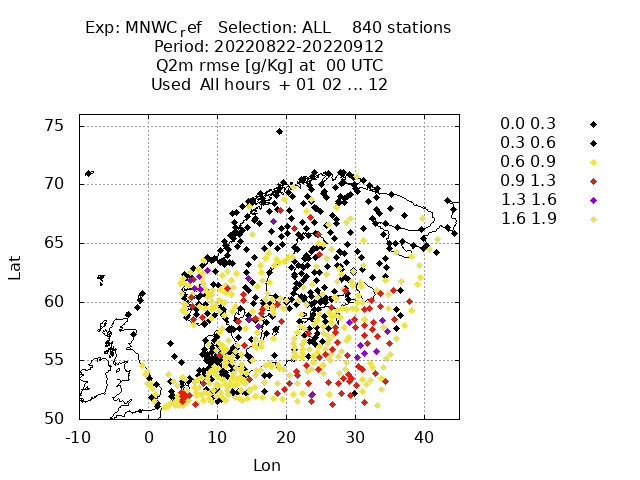 Exp: MNWCref Selection: ALL 840 stations
Period: 20220822-20220912
Q2m rmse [g/Kg] at 00 UTC
Used All hours + 01 02 ... 12
0.0 0.3
0.3 0.6
0.6 0.9
0.9 1.3
1.3 1.6
1.6 1.9
75
70
65
60
55
50
Lat
-10 0 10 20 30 40
Lon